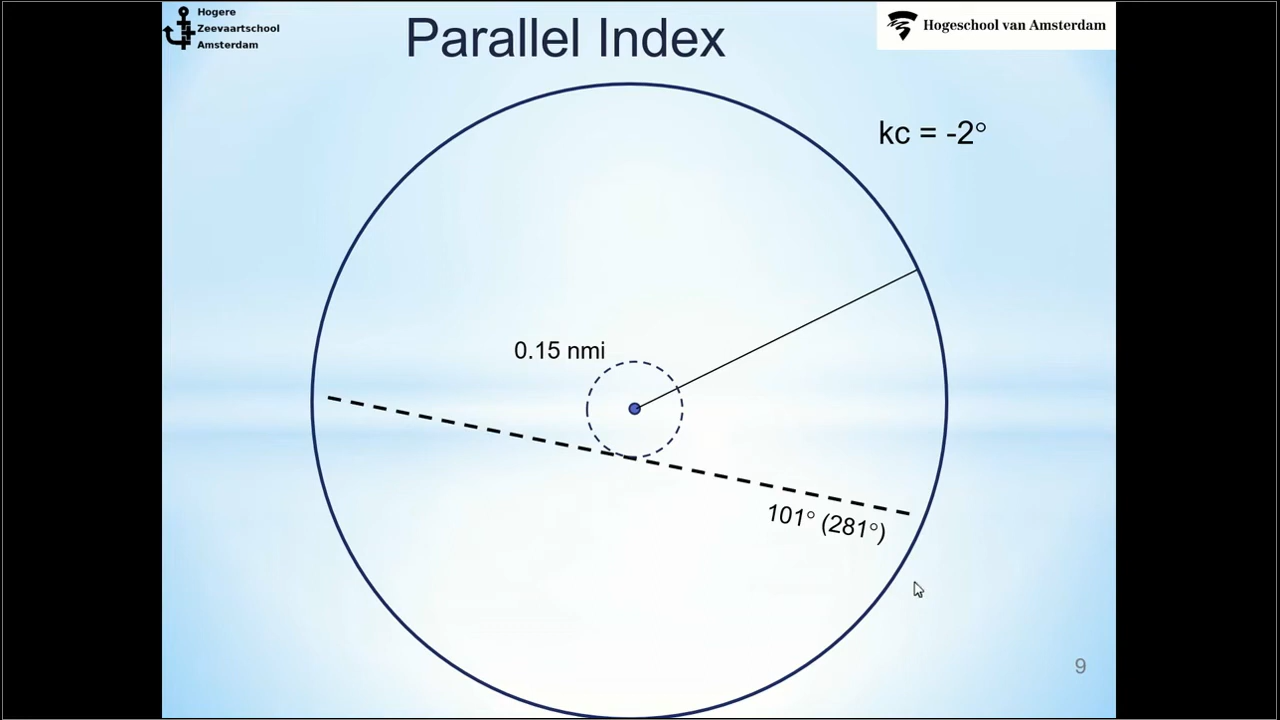 Hogere
Zeevaartschool
Amsterdam
Parallel Index
Hogeschool van Amsterdam
kc = -2°
0.15 nmi
101° (281°)
9